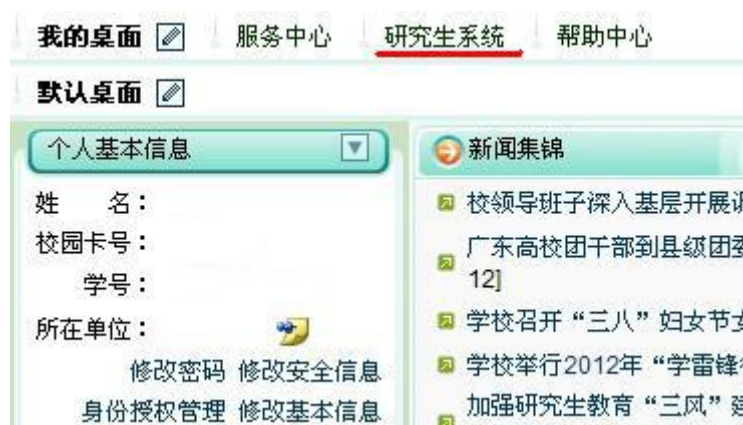 我的桌面 服务中心 研究生系统 帮助中心
默认桌面
个人基本信息
姓 名：
校园卡号：
学号：
所在单位：
修改密码 修改安全信息
身份授权管理 修改基本信息
新闻集锦
校领导班子深入基层开展
广东高校团干部到县级团
12]
学校召开“三八”妇女节
学校举行2012年“学雷锋
加强研究生教育“三风”